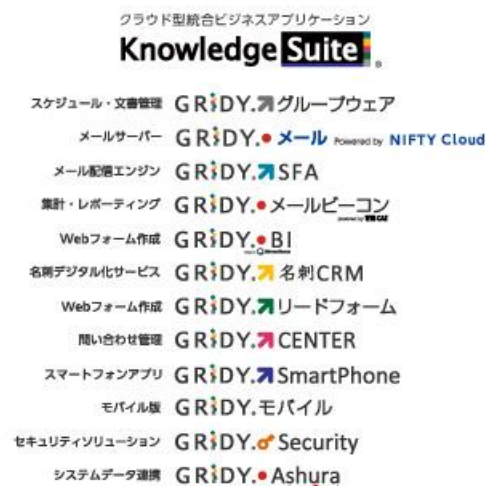 クラウド型統合ビジネスアプリケーション
Knowledge Suite ®
スケジュール・文書管理 GRiDY. グループウェア
メールサーバー GRiDY. メール Powered by NIFTY Cloud
メール配信エンジン GRiDY. SFA
集計・レポーティング GRiDY. メールビーコン
powered by WEBCAS
Webフォーム作成 GRiDY. BI
名刺デジタル化サービス GRiDY. 名刺CRM
Webフォーム作成 GRiDY. リードフォーム
問い合わせ管理 GRiDY. CENTER
スマートフォンアプリ GRiDY. SmartPhone
モバイル版 GRiDY. モバイル
セキュリティソリューション GRiDY. Security
システムデータ連携 GRiDY. Ashura